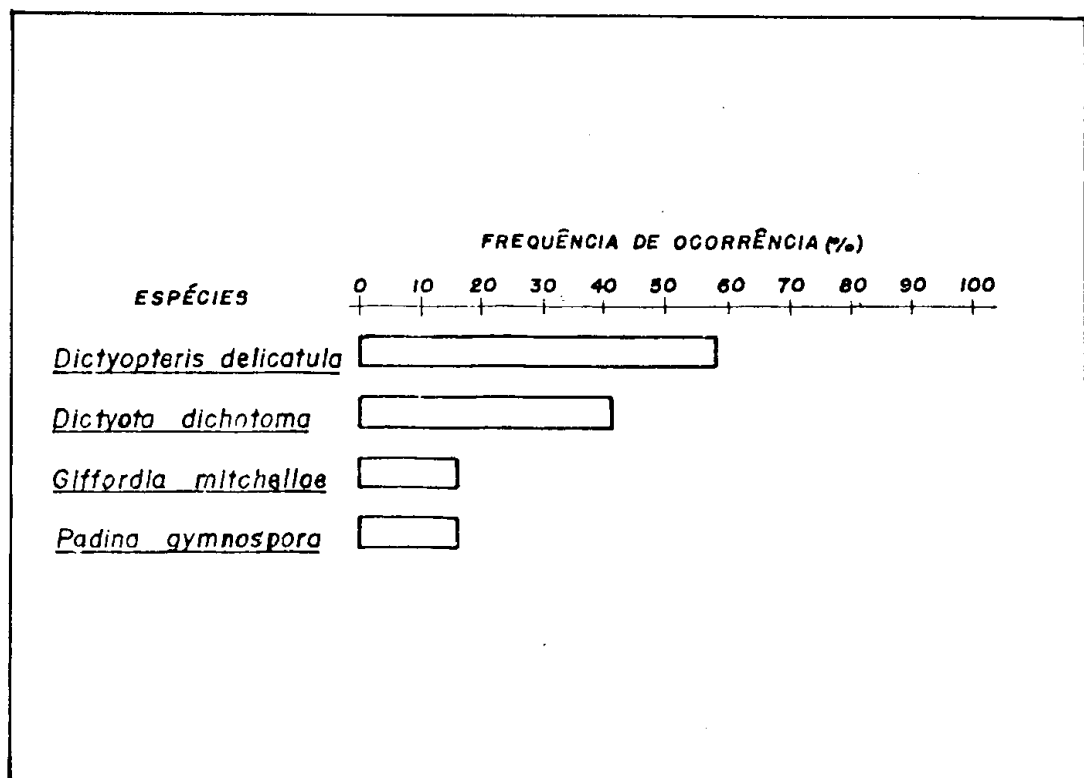 FREQUÊNCIA DE OCORRÊNCIA (%)
ESPÉCIES
0 10 20 30 40 50 60 70 80 90 100
Dictyopteris delicatula
Dictyota dichotoma
Giffordia mitchellae
Padina gymnospora